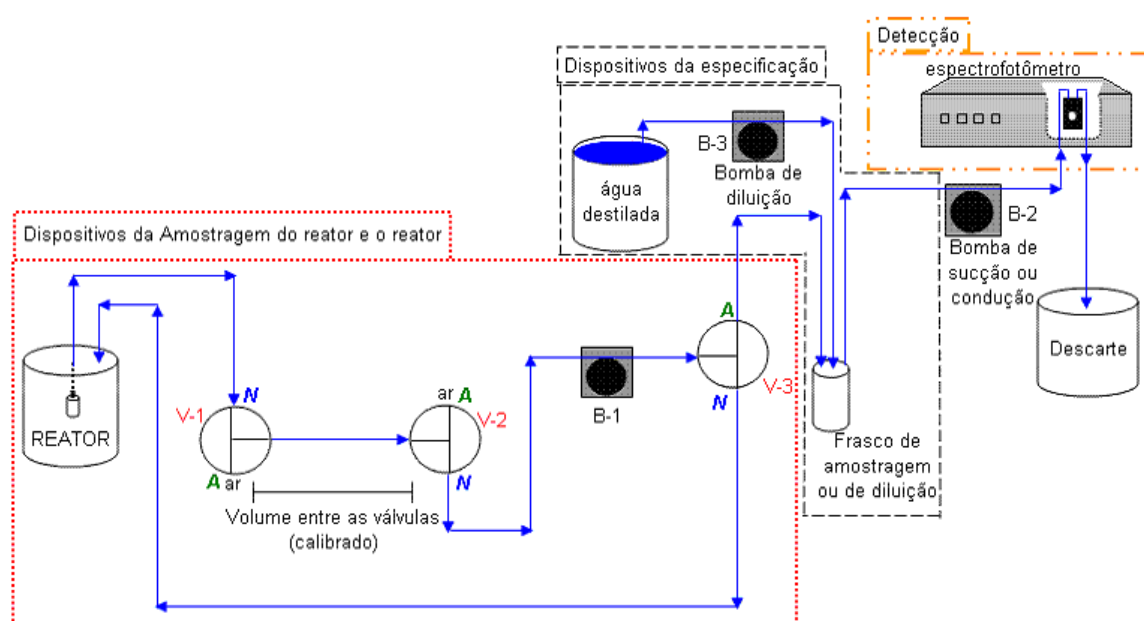 Detecção
espectrofotômetro
Dispositivos da especificação
B-3
Bomba de
diluição
água
destilada
B-2
Bomba de
sucção ou
condução
Descarte
Dispositivos da Amostragem do reator e o reator
REATOR
V-1
N
A ar
ar A
V-2
N
Volume entre as válvulas
(calibrado)
B-1
A
V-3
N
Frasco de
amostragem
ou de diluição